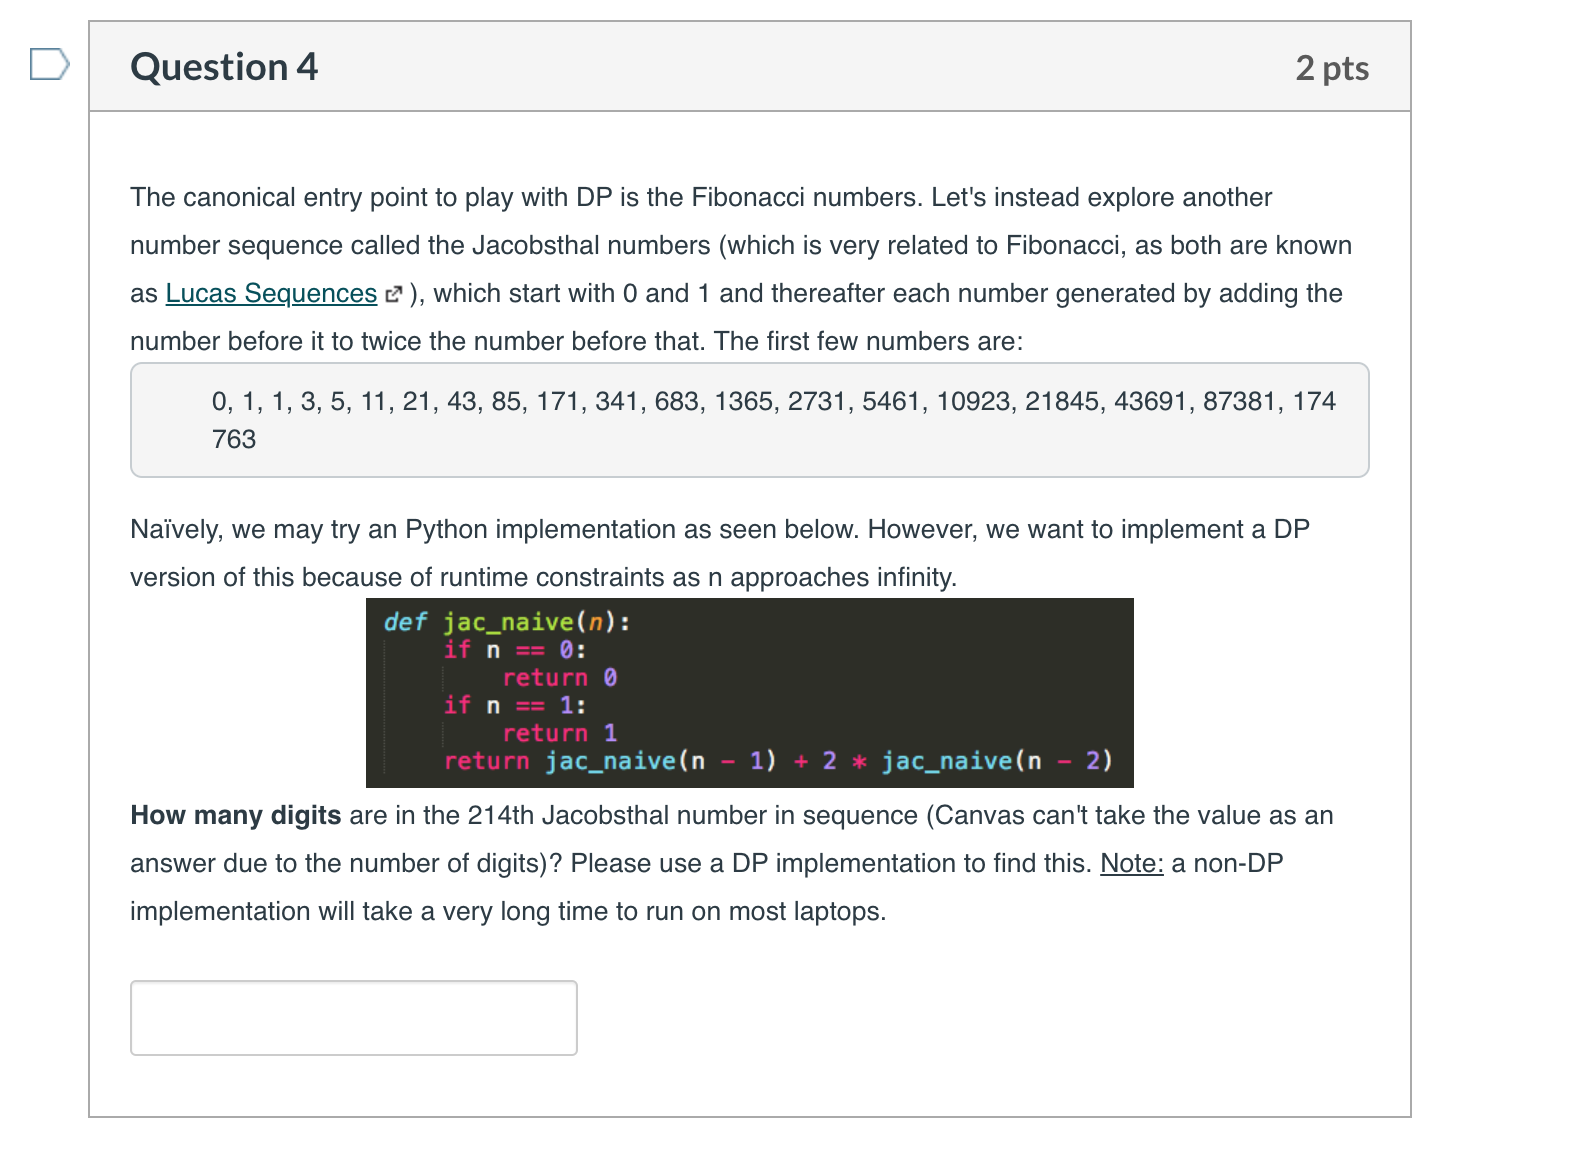 Question 4
2 pts
The canonical entry point to play with DP is the Fibonacci numbers. Let's instead explore another
number sequence called the Jacobsthal numbers (which is very related to Fibonacci, as both are known
as Lucas Sequences ), which start with 0 and 1 and thereafter each number generated by adding the
number before it to twice the number before that. The first few numbers are:
0, 1, 1, 3, 5, 11, 21, 43, 85, 171, 341, 683, 1365, 2731, 5461, 10923, 21845, 43691, 87381, 174
763
Naïvely, we may try an Python implementation as seen below. However, we want to implement a DP
version of this because of runtime constraints as n approaches infinity.
def jac_naive(n):
    if n == 0:
        return 0
    if n == 1:
        return 1
    return jac_naive(n - 1) + 2 * jac_naive(n - 2)
How many digits are in the 214th Jacobsthal number in sequence (Canvas can't take the value as an
answer due to the number of digits)? Please use a DP implementation to find this. Note: a non-DP
implementation will take a very long time to run on most laptops.